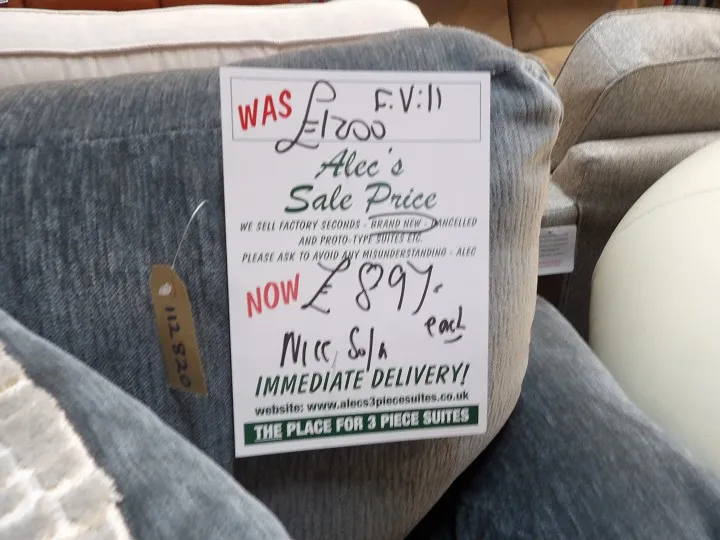 WAS £1200 F.V:11
Alec's
Sale Price
WE SELL FACTORY SECONDS - BRAND NEW - CANCELLED
AND PROTO-TYPE SUITES ETC.
PLEASE ASK TO AVOID ANY MISUNDERSTANDING - ALEC
NOW £897.
each
Nice, Sofa
IMMEDIATE DELIVERY!
website: www.alecs3piecesuites.co.uk
THE PLACE FOR 3 PIECE SUITES
112820